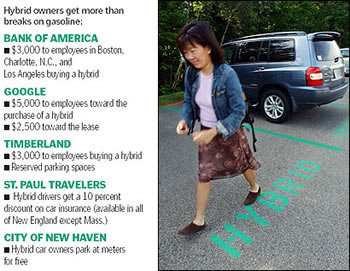 Hybrid owners get more than
breaks on gasoline:
BANK OF AMERICA
■ $3,000 to employees in Boston,
Charlotte, N.C., and
Los Angeles buying a hybrid
GOOGLE
■ $5,000 to employees toward the
purchase of a hybrid
■ $2,500 toward the lease
TIMBERLAND
■ $3,000 to employees buying a hybrid
■ Reserved parking spaces
ST. PAUL TRAVELERS
■ Hybrid drivers get a 10 percent
discount on car insurance (available in all
of New England except Mass.)
CITY OF NEW HAVEN
■ Hybrid car owners park at meters
for free
HYBRID